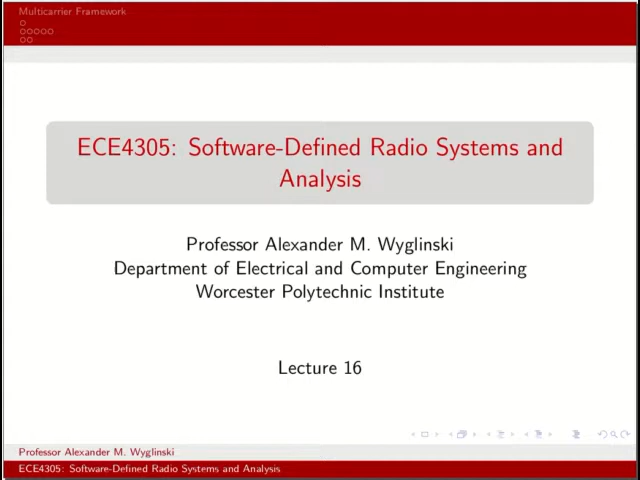 Multicarrier Framework
ECE4305: Software-Defined Radio Systems and
Analysis
Professor Alexander M. Wyglinski
Department of Electrical and Computer Engineering
Worcester Polytechnic Institute
Lecture 16
Professor Alexander M. Wyglinski
ECE4305: Software-Defined Radio Systems and Analysis